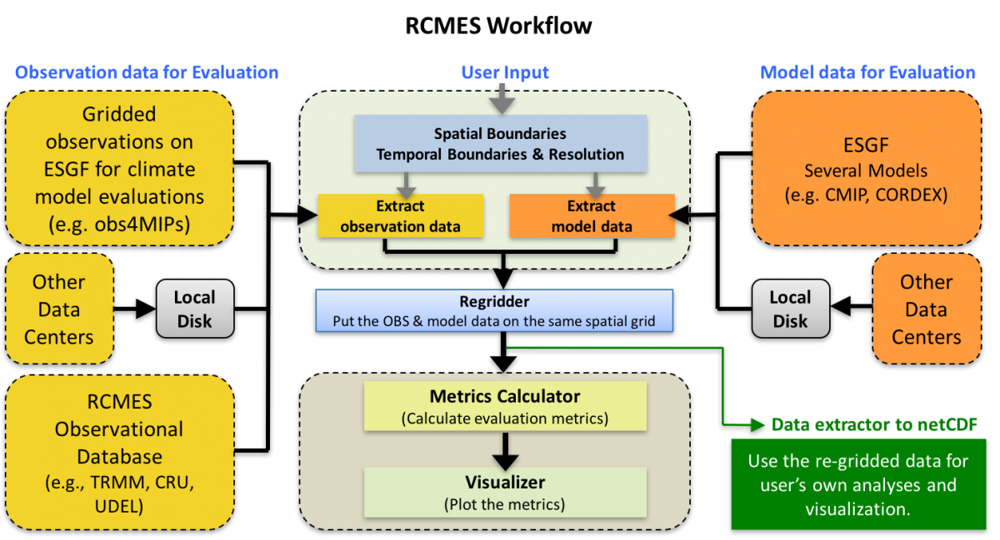 RCMES Workflow
Observation data for Evaluation
User Input
Model data for Evaluation
Gridded
observations on
ESGF for climate
model evaluations
(e.g. obs4MIPs)
Other
Data
Centers
Local
Disk
RCMES
Observational
Database
(e.g., TRMM, CRU,
UDEL)
Spatial Boundaries
Temporal Boundaries & Resolution
Extract
observation data
Extract
model data
Regridder
Put the OBS & model data on the same spatial grid
Metrics Calculator
(Calculate evaluation metrics)
Visualizer
(Plot the metrics)
ESGF
Several Models
(e.g. CMIP, CORDEX)
Local
Disk
Other
Data
Centers
Data extractor to netCDF
Use the re-gridded data for
user’s own analyses and
visualization.